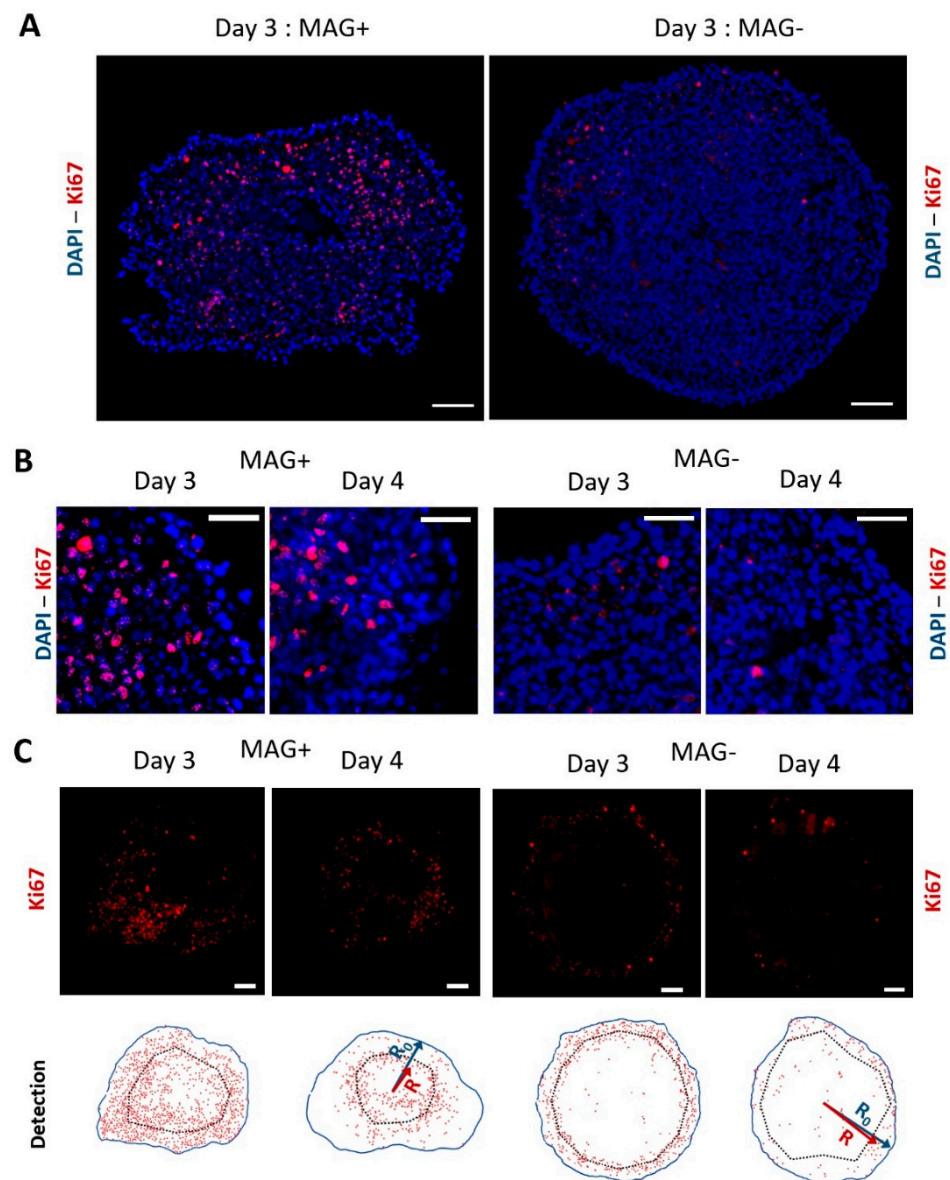 A
Day 3 : MAG+
Day 3 : MAG-
DAPI – Ki67
DAPI – Ki67
B
MAG+
MAG-
Day 3
Day 4
Day 3
Day 4
DAPI – Ki67
DAPI – Ki67
C
MAG+
MAG-
Day 3
Day 4
Day 3
Day 4
Ki67
Ki67
Detection
R₀
R
R₀
R